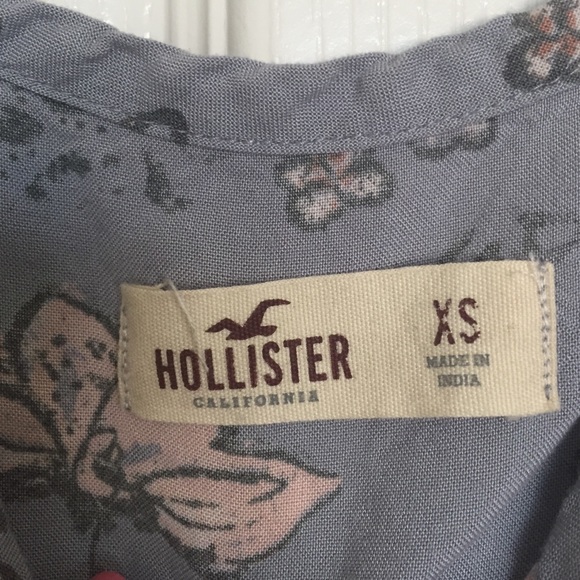 HOLLISTER
CALIFORNIA
XS
MADE IN
INDIA